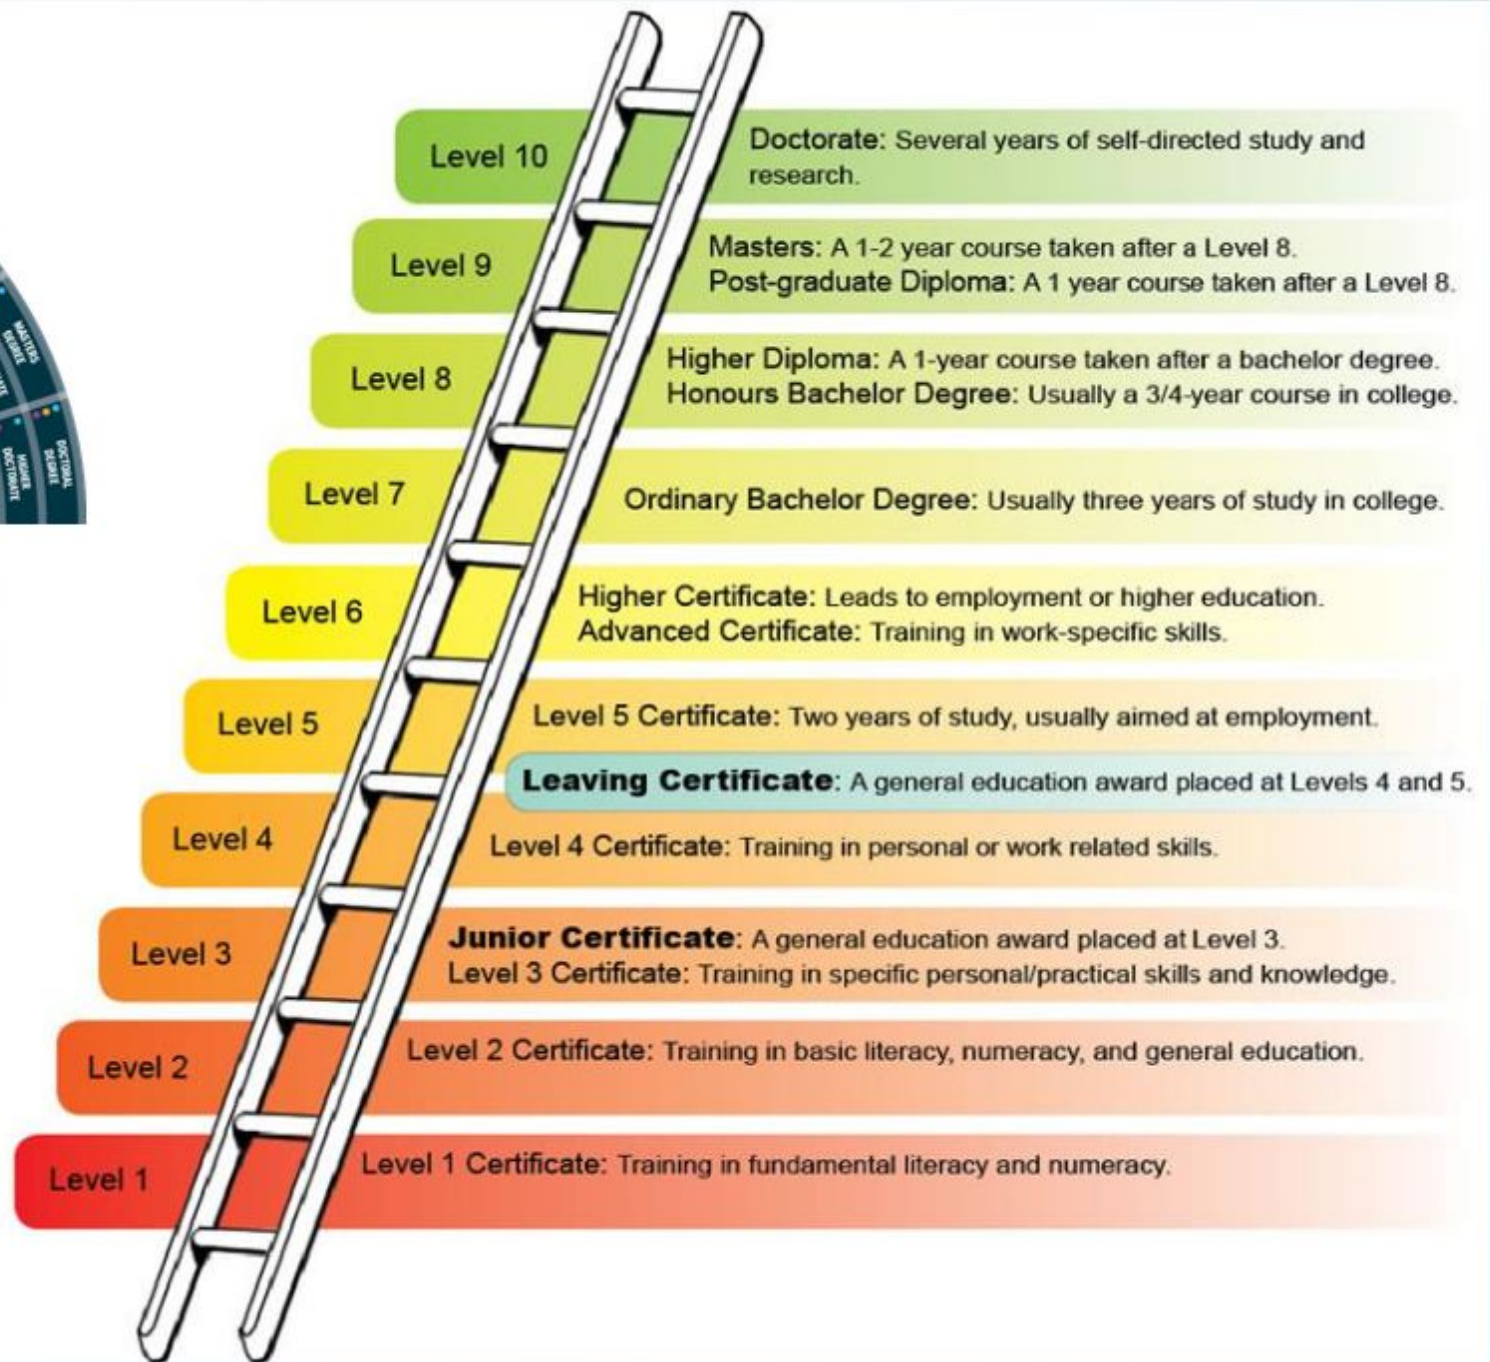 Level 10
Doctorate: Several years of self-directed study and
research.
Level 9
Masters: A 1-2 year course taken after a Level 8.
Post-graduate Diploma: A 1 year course taken after a Level 8.
Level 8
Higher Diploma: A 1-year course taken after a bachelor degree.
Honours Bachelor Degree: Usually a 3/4-year course in college.
Level 7
Ordinary Bachelor Degree: Usually three years of study in college.
Level 6
Higher Certificate: Leads to employment or higher education.
Advanced Certificate: Training in work-specific skills.
Level 5
Level 5 Certificate: Two years of study, usually aimed at employment.
Leaving Certificate: A general education award placed at Levels 4 and 5.
Level 4
Level 4 Certificate: Training in personal or work related skills.
Level 3
Junior Certificate: A general education award placed at Level 3.
Level 3 Certificate: Training in specific personal/practical skills and knowledge.
Level 2
Level 2 Certificate: Training in basic literacy, numeracy, and general education.
Level 1
Level 1 Certificate: Training in fundamental literacy and numeracy.
MASTERS
DEGREE
DOCTORAL
DEGREE
HIGHER
DOCTORATE